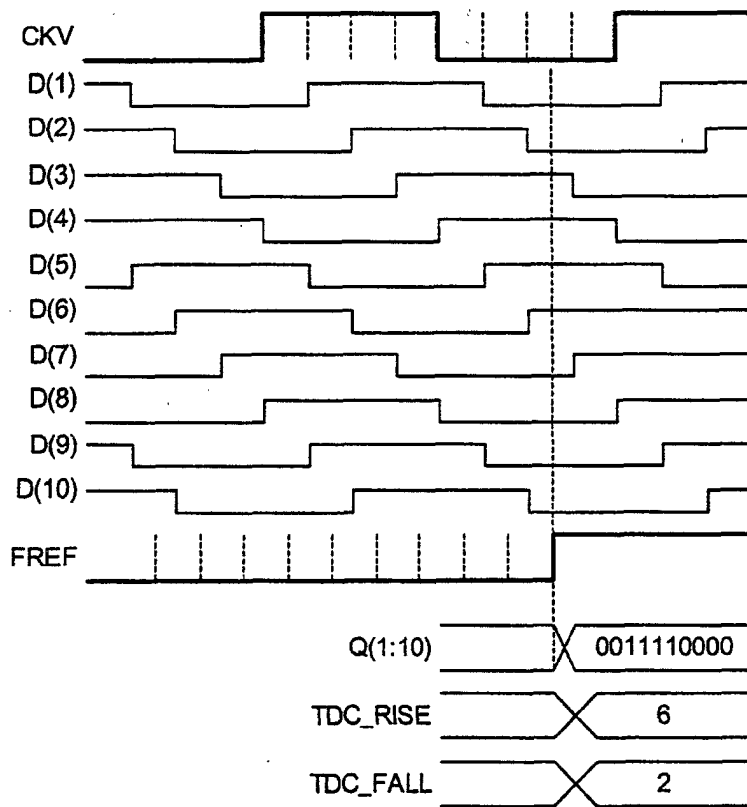 CKV
D(1)
D(2)
D(3)
D(4)
D(5)
D(6)
D(7)
D(8)
D(9)
D(10)
FREF
Q(1:10) 0011110000
TDC_RISE 6
TDC_FALL 2